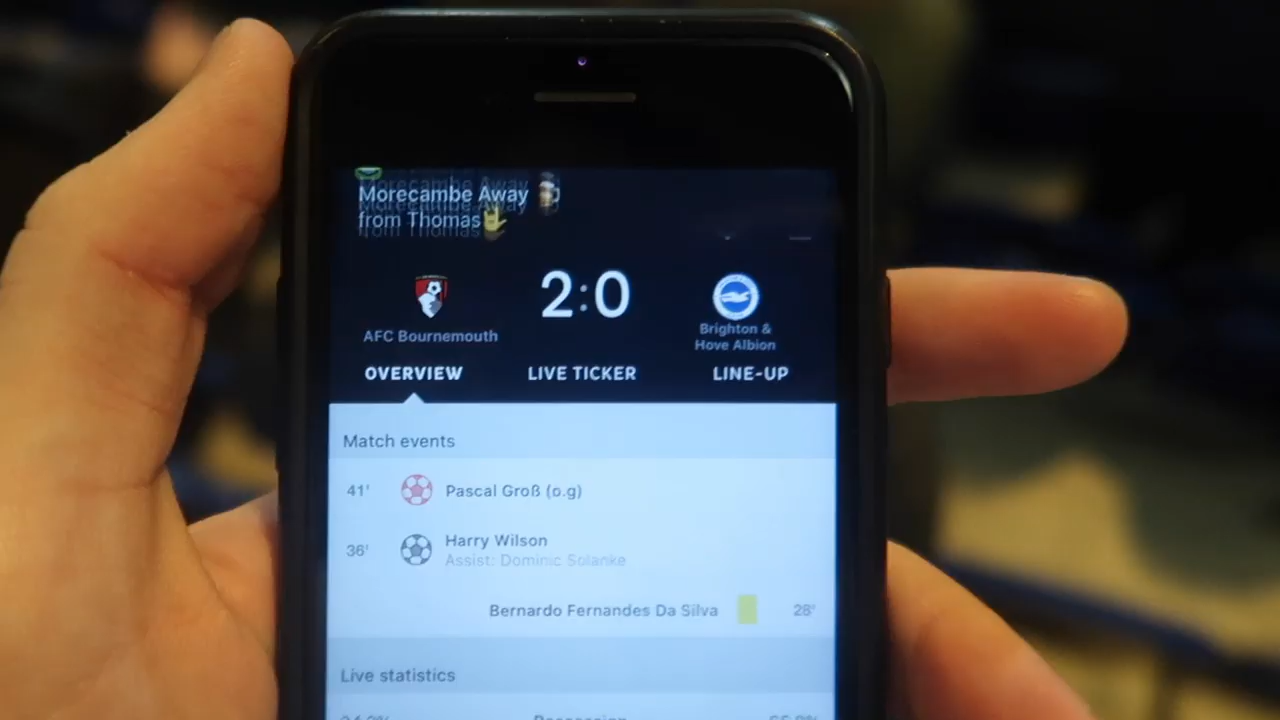 Morecambe Away
from Thomas
2:0
AFC Bournemouth
Brighton &
Hove Albion
OVERVIEW LIVE TICKER LINE-UP
Match events
41' Pascal Groß (o.g)
36' Harry Wilson
Assist: Dominic Solanke
Bernardo Fernandes Da Silva 28'
Live statistics
Possession